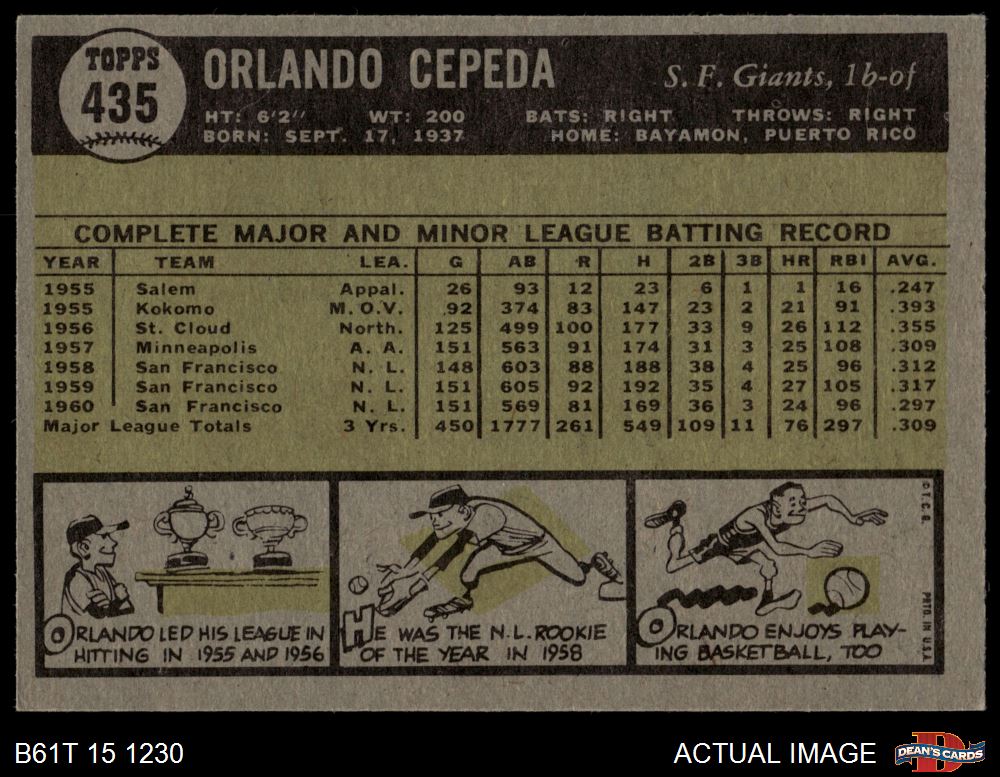 TOPPS
435
ORLANDO CEPEDA S. F. Giants, 1b-of
HT: 6'2'' WT: 200 BATS: RIGHT THROWS: RIGHT
BORN: SEPT. 17, 1937 HOME: BAYAMON, PUERTO RICO
COMPLETE MAJOR AND MINOR LEAGUE BATTING RECORD
YEAR TEAM LEA. G AB R H 2B 3B HR RBI AVG.
1955 Salem Appal. 26 93 12 23 6 1 1 16 .247
1955 Kokomo M. O. V. 92 374 83 147 23 2 21 91 .393
1956 St. Cloud North. 125 499 100 177 33 9 26 112 .355
1957 Minneapolis A. A. 151 563 91 174 31 3 25 108 .309
1958 San Francisco N. L. 148 603 88 188 38 4 25 96 .312
1959 San Francisco N. L. 151 605 92 192 35 4 27 105 .317
1960 San Francisco N. L. 151 569 81 169 36 3 24 96 .297
Major League Totals 3 Yrs. 450 1777 261 549 109 11 76 297 .309
ORLANDO LED HIS LEAGUE IN
HITTING IN 1955 AND 1956
HE WAS THE N.L. ROOKIE
OF THE YEAR IN 1958
ORLANDO ENJOYS PLAY-
ING BASKETBALL, TOO
© T. C. G.
PRTD. IN U.S.A.
B61T 15 1230
ACTUAL IMAGE
D
DEAN'S CARDS